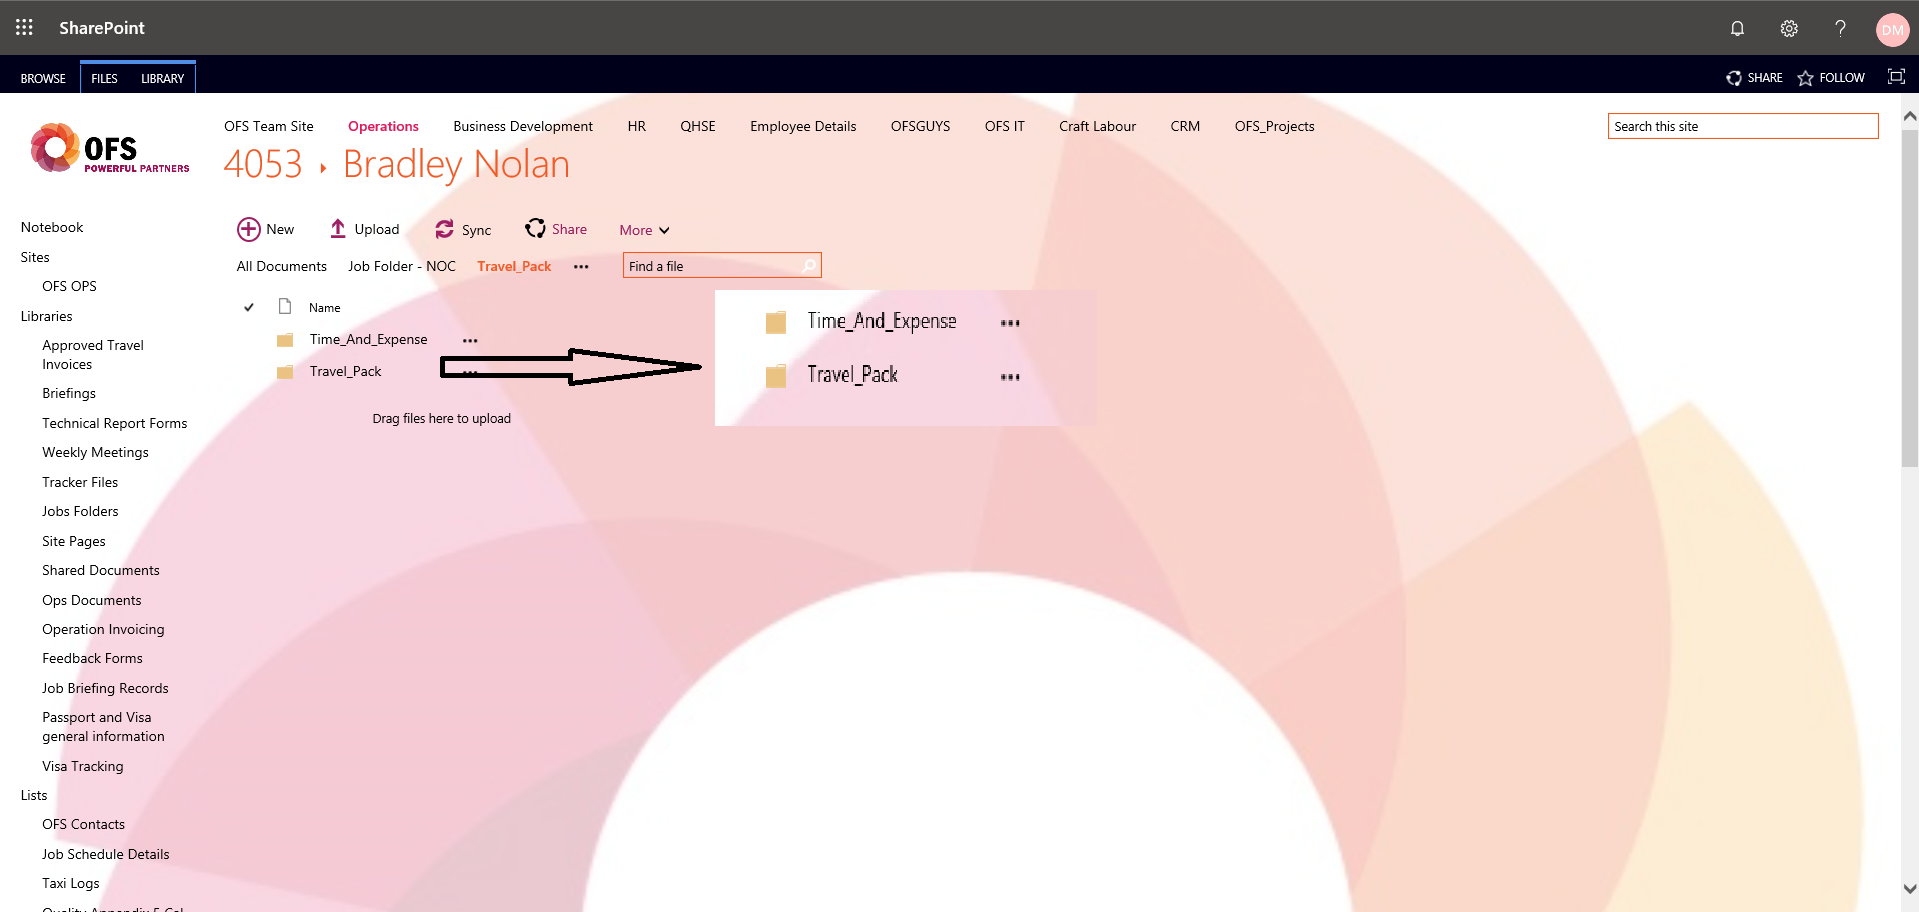 SharePoint
DM
BROWSE FILES LIBRARY SHARE FOLLOW
OFS Team Site Operations Business Development HR QHSE Employee Details OFSGUYS OFS IT Craft Labour CRM OFS_Projects
Search this site
OFS
POWERFUL PARTNERS
4053 Bradley Nolan
New Upload Sync Share More
All Documents Job Folder - NOC Travel_Pack ••• Find a file
Name
Time_And_Expense •••
Travel_Pack •••
Drag files here to upload
Time_And_Expense •••
Travel_Pack •••
Notebook
Sites
OFS OPS
Libraries
Approved Travel
Invoices
Briefings
Technical Report Forms
Weekly Meetings
Tracker Files
Jobs Folders
Site Pages
Shared Documents
Ops Documents
Operation Invoicing
Feedback Forms
Job Briefing Records
Passport and Visa
general information
Visa Tracking
Lists
OFS Contacts
Job Schedule Details
Taxi Logs